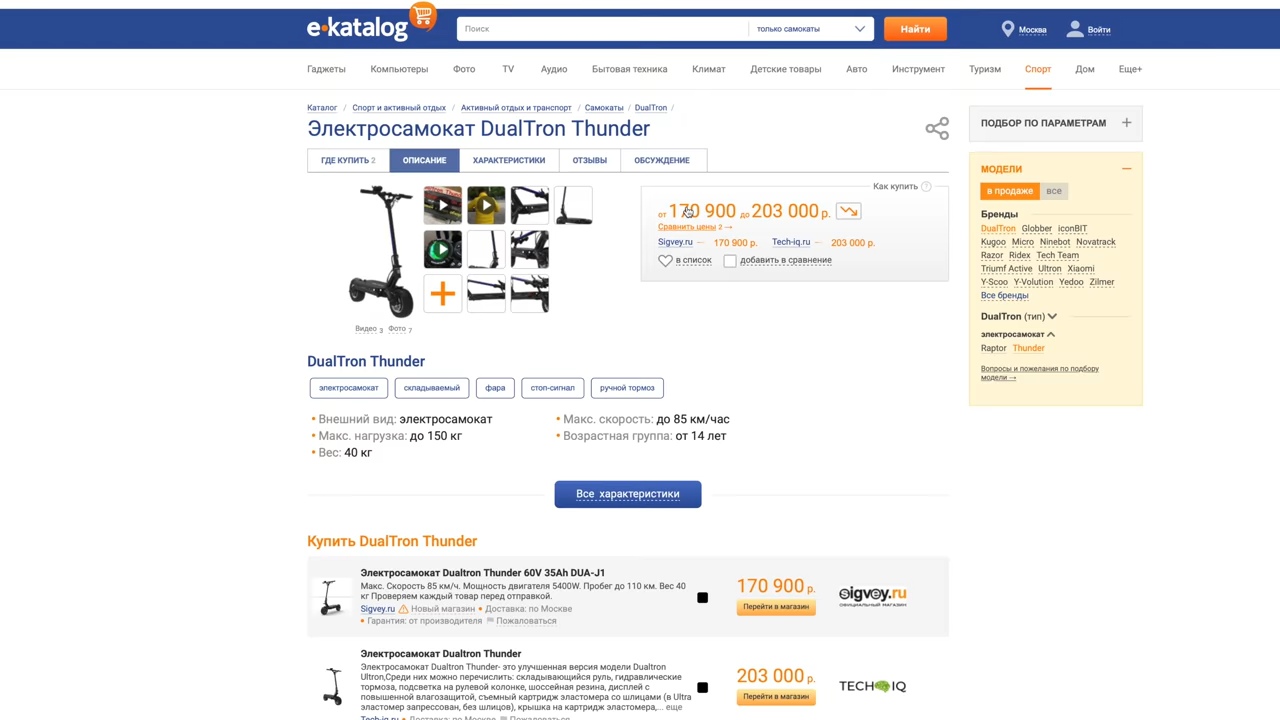 e·katalog
Поиск
только самокаты
Найти
Москва
Войти
Гаджеты Компьютеры Фото TV Аудио Бытовая техника Климат Детские товары Авто Инструмент Туризм Спорт Дом Еще+
Каталог / Спорт и активный отдых / Активный отдых и транспорт / Самокаты / DualTron /
Электросамокат DualTron Thunder
ГДЕ КУПИТЬ 2 ОПИСАНИЕ ХАРАКТЕРИСТИКИ ОТЗЫВЫ ОБСУЖДЕНИЕ
Видео 3 Фото 7
Как купить ?
от 170 900 до 203 000 р.
Сравнить цены 2 →
Sigvey.ru — 170 900 р. Tech-iq.ru — 203 000 р.
в список добавить в сравнение
DualTron Thunder
электросамокат складываемый фара стоп-сигнал ручной тормоз
• Внешний вид: электросамокат
• Макс. нагрузка: до 150 кг
• Вес: 40 кг
• Макс. скорость: до 85 км/час
• Возрастная группа: от 14 лет
Все характеристики
Купить DualTron Thunder
Электросамокат Dualtron Thunder 60V 35Ah DUA-J1
Макс. Скорость 85 км/ч. Мощность двигателя 5400W. Пробег до 110 км. Вес 40
кг Проверяем каждый товар перед отправкой.
Sigvey.ru Новый магазин • Доставка: по Москве
• Гарантия: от производителя Пожаловаться
170 900 р.
Перейти в магазин
sigvey.ru
ОФИЦИАЛЬНЫЙ МАГАЗИН
Электросамокат Dualtron Thunder
Электросамокат Dualtron Thunder- это улучшенная версия модели Dualtron
Ultron,Среди них можно перечислить: складывающийся руль, гидравлические
тормоза, подсветка на рулевой колонке, шоссейная резина, дисплей с
повышенной влагозащитой, съемный картридж эластомера со шлицами (в Ultra
эластомер запрессован, без шлицов), крышка на картридж эластомера,... еще
Tech-iq.ru • Доставка: по Москве Пожаловаться
203 000 р.
Перейти в магазин
TECH IQ
ПОДБОР ПО ПАРАМЕТРАМ +
МОДЕЛИ —
в продаже все
Бренды
DualTron Globber iconBIT
Kugoo Micro Ninebot Novatrack
Razor Ridex Tech Team
Triumf Active Ultron Xiaomi
Y-Scoo Y-Volution Yedoo Zilmer
Все бренды
DualTron (тип)
электросамокат
Raptor Thunder
Вопросы и пожелания по подбору
модели →